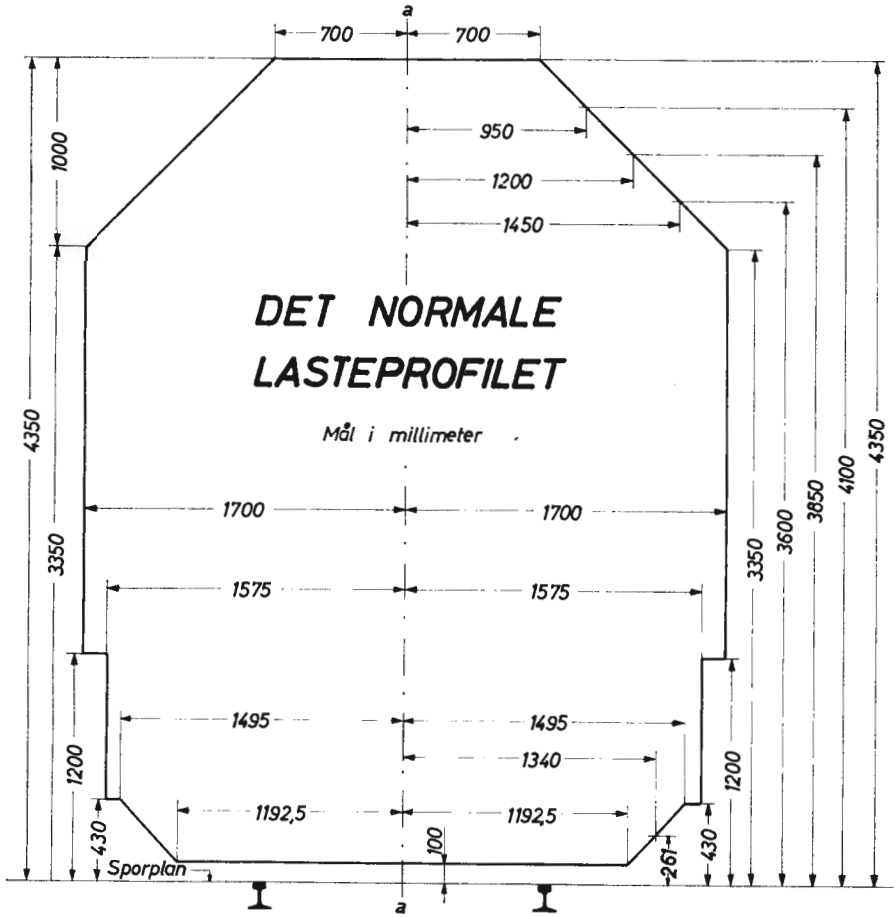 a
700 700
950
1000
1200
1450
DET NORMALE
LASTEPROFILET
Mål i millimeter
4350 3350 3350 3600 3850 4100 4350
1700 1700
1575 1575
1495 1495
1340
1200 1200
1192,5 1192,5
430 100 261 430
Sporplan
a